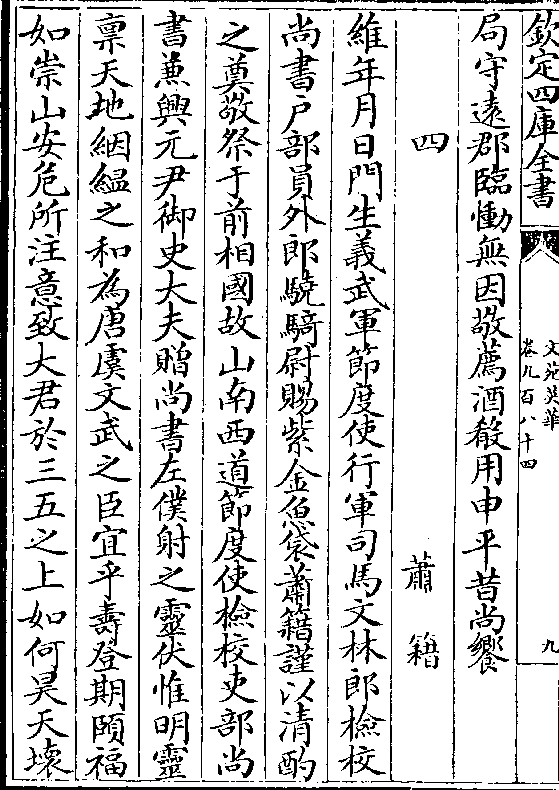 欽定四庫全書
文苑英華
卷九百八十四
九
局守遠郡臨慟無因敬薦酒殽用申平昔尚饗
四
蕭籍
維年月日門生義武軍節度使行軍司馬文林郎檢校
尚書戸部員外郎驍騎尉賜紫金魚袋蕭籍謹以清酌
之奠敬祭于前相國故山南西道節度使檢校吏部尚
書兼興元尹御史大夫贈尚書左僕射之靈伏惟明靈
禀天地絪緼之和為唐虞文武之臣宜乎壽登期頤福
如崇山安危所注意致大君於三五之上如何昊天壊